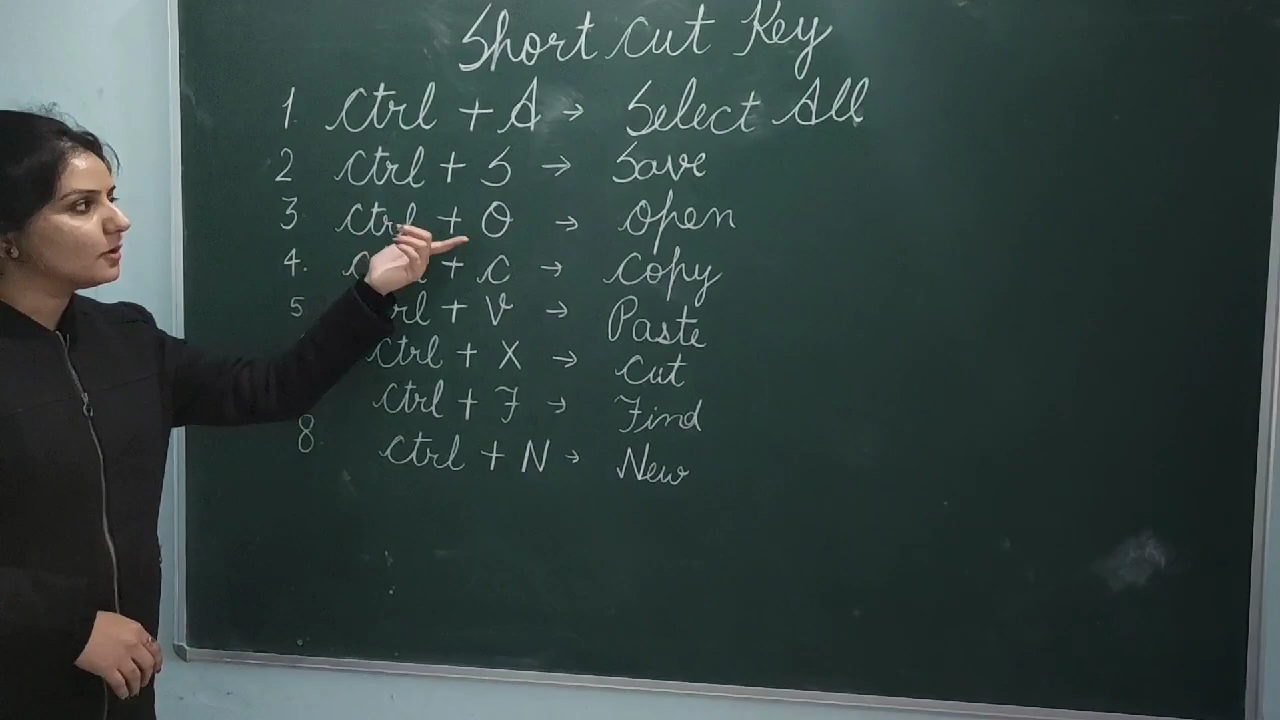 Short Cut Key
1. Ctrl + A → Select All
2 Ctrl + S → Save
3. Ctrl + O → Open
4. + C → Copy
5 + V → Paste
Ctrl + X → Cut
Ctrl + F → Find
8. Ctrl + N → New